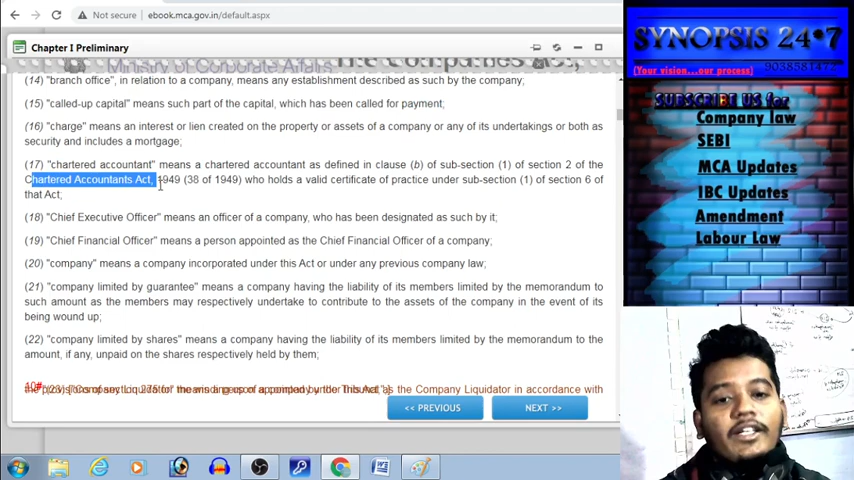 Not secure
ebook.mca.gov.in/default.aspx
Chapter I Preliminary
Ministry of Corporate Affairs
(14) "branch office", in relation to a company, means any establishment described as such by the company;
(15) "called-up capital" means such part of the capital, which has been called for payment;
(16) "charge" means an interest or lien created on the property or assets of a company or any of its undertakings or both as
security and includes a mortgage;
(17) "chartered accountant" means a chartered accountant as defined in clause (b) of sub-section (1) of section 2 of the
Chartered Accountants Act, 1949 (38 of 1949) who holds a valid certificate of practice under sub-section (1) of section 6 of
that Act;
(18) "Chief Executive Officer" means an officer of a company, who has been designated as such by it;
(19) "Chief Financial Officer" means a person appointed as the Chief Financial Officer of a company;
(20) "company" means a company incorporated under this Act or under any previous company law;
(21) "company limited by guarantee" means a company having the liability of its members limited by the memorandum to
such amount as the members may respectively undertake to contribute to the assets of the company in the event of its
being wound up;
(22) "company limited by shares" means a company having the liability of its members limited by the memorandum to the
amount, if any, unpaid on the shares respectively held by them;
10#
as the Company Liquidator in accordance with
<< PREVIOUS
NEXT >>
SYNOPSIS 24*7
(Your vision...our process)
9038581472
SUBSCRIBE US for
Company law
SEBI
MCA Updates
IBC Updates
Amendment
Labour Law